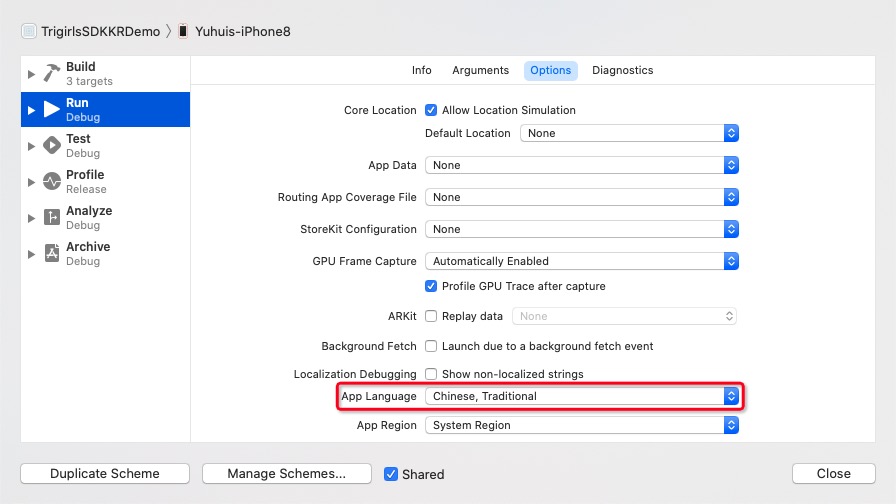 TrigirlsSDKKRDemo 〉 Yuhuis-iPhone8
Info Arguments Options Diagnostics
Build
3 targets
Run
Debug
Test
Debug
Profile
Release
Analyze
Debug
Archive
Debug
Core Location Allow Location Simulation
Default Location None
App Data None
Routing App Coverage File None
StoreKit Configuration None
GPU Frame Capture Automatically Enabled
Profile GPU Trace after capture
ARKit Replay data None
Background Fetch Launch due to a background fetch event
Localization Debugging Show non-localized strings
App Language Chinese, Traditional
App Region System Region
Duplicate Scheme Manage Schemes... Shared Close